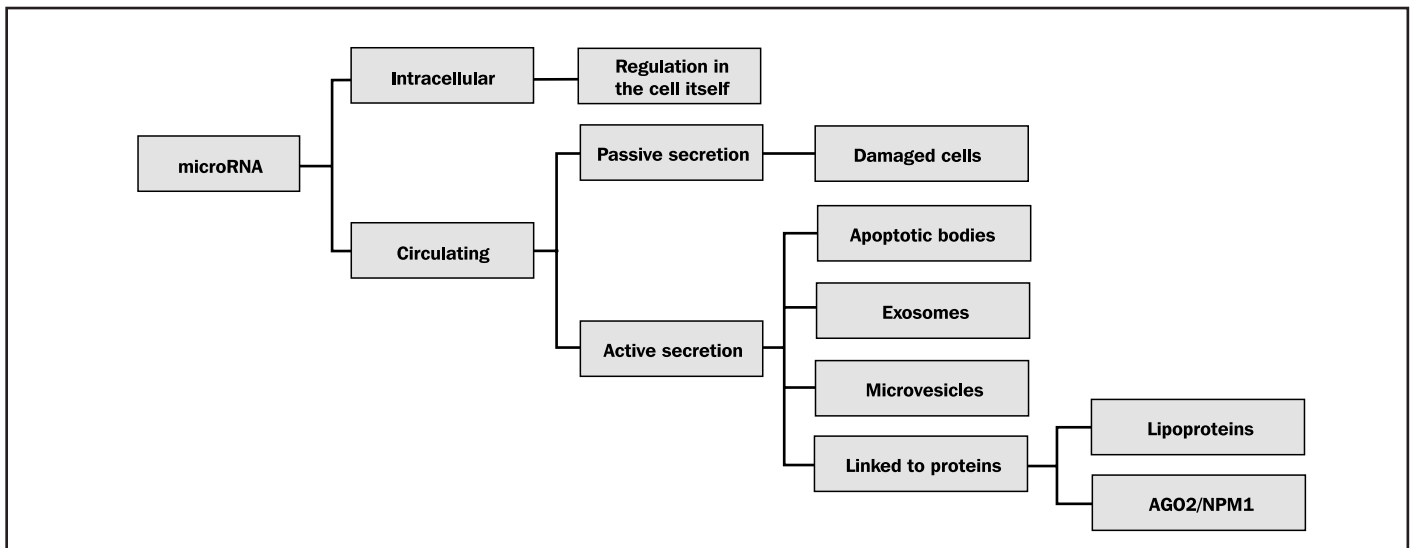 microRNA
Intracellular
Regulation in
the cell itself
Circulating
Passive secretion
Damaged cells
Active secretion
Apoptotic bodies
Exosomes
Microvesicles
Linked to proteins
Lipoproteins
AGO2/NPM1